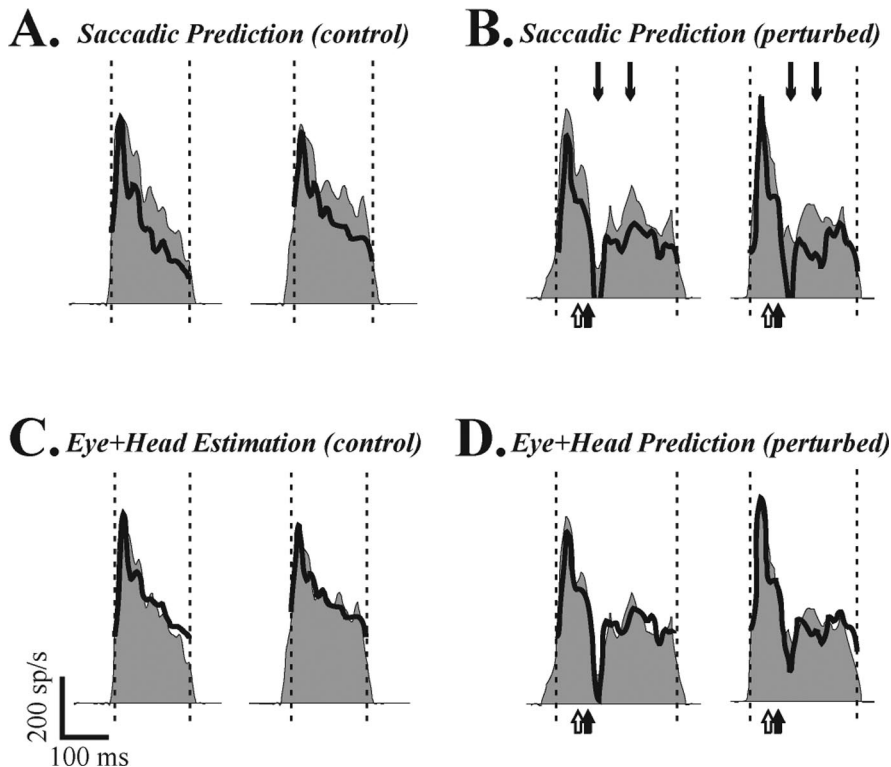 A. Saccadic Prediction (control)
B. Saccadic Prediction (perturbed)
C. Eye+Head Estimation (control)
D. Eye+Head Prediction (perturbed)
200 sp/s
100 ms